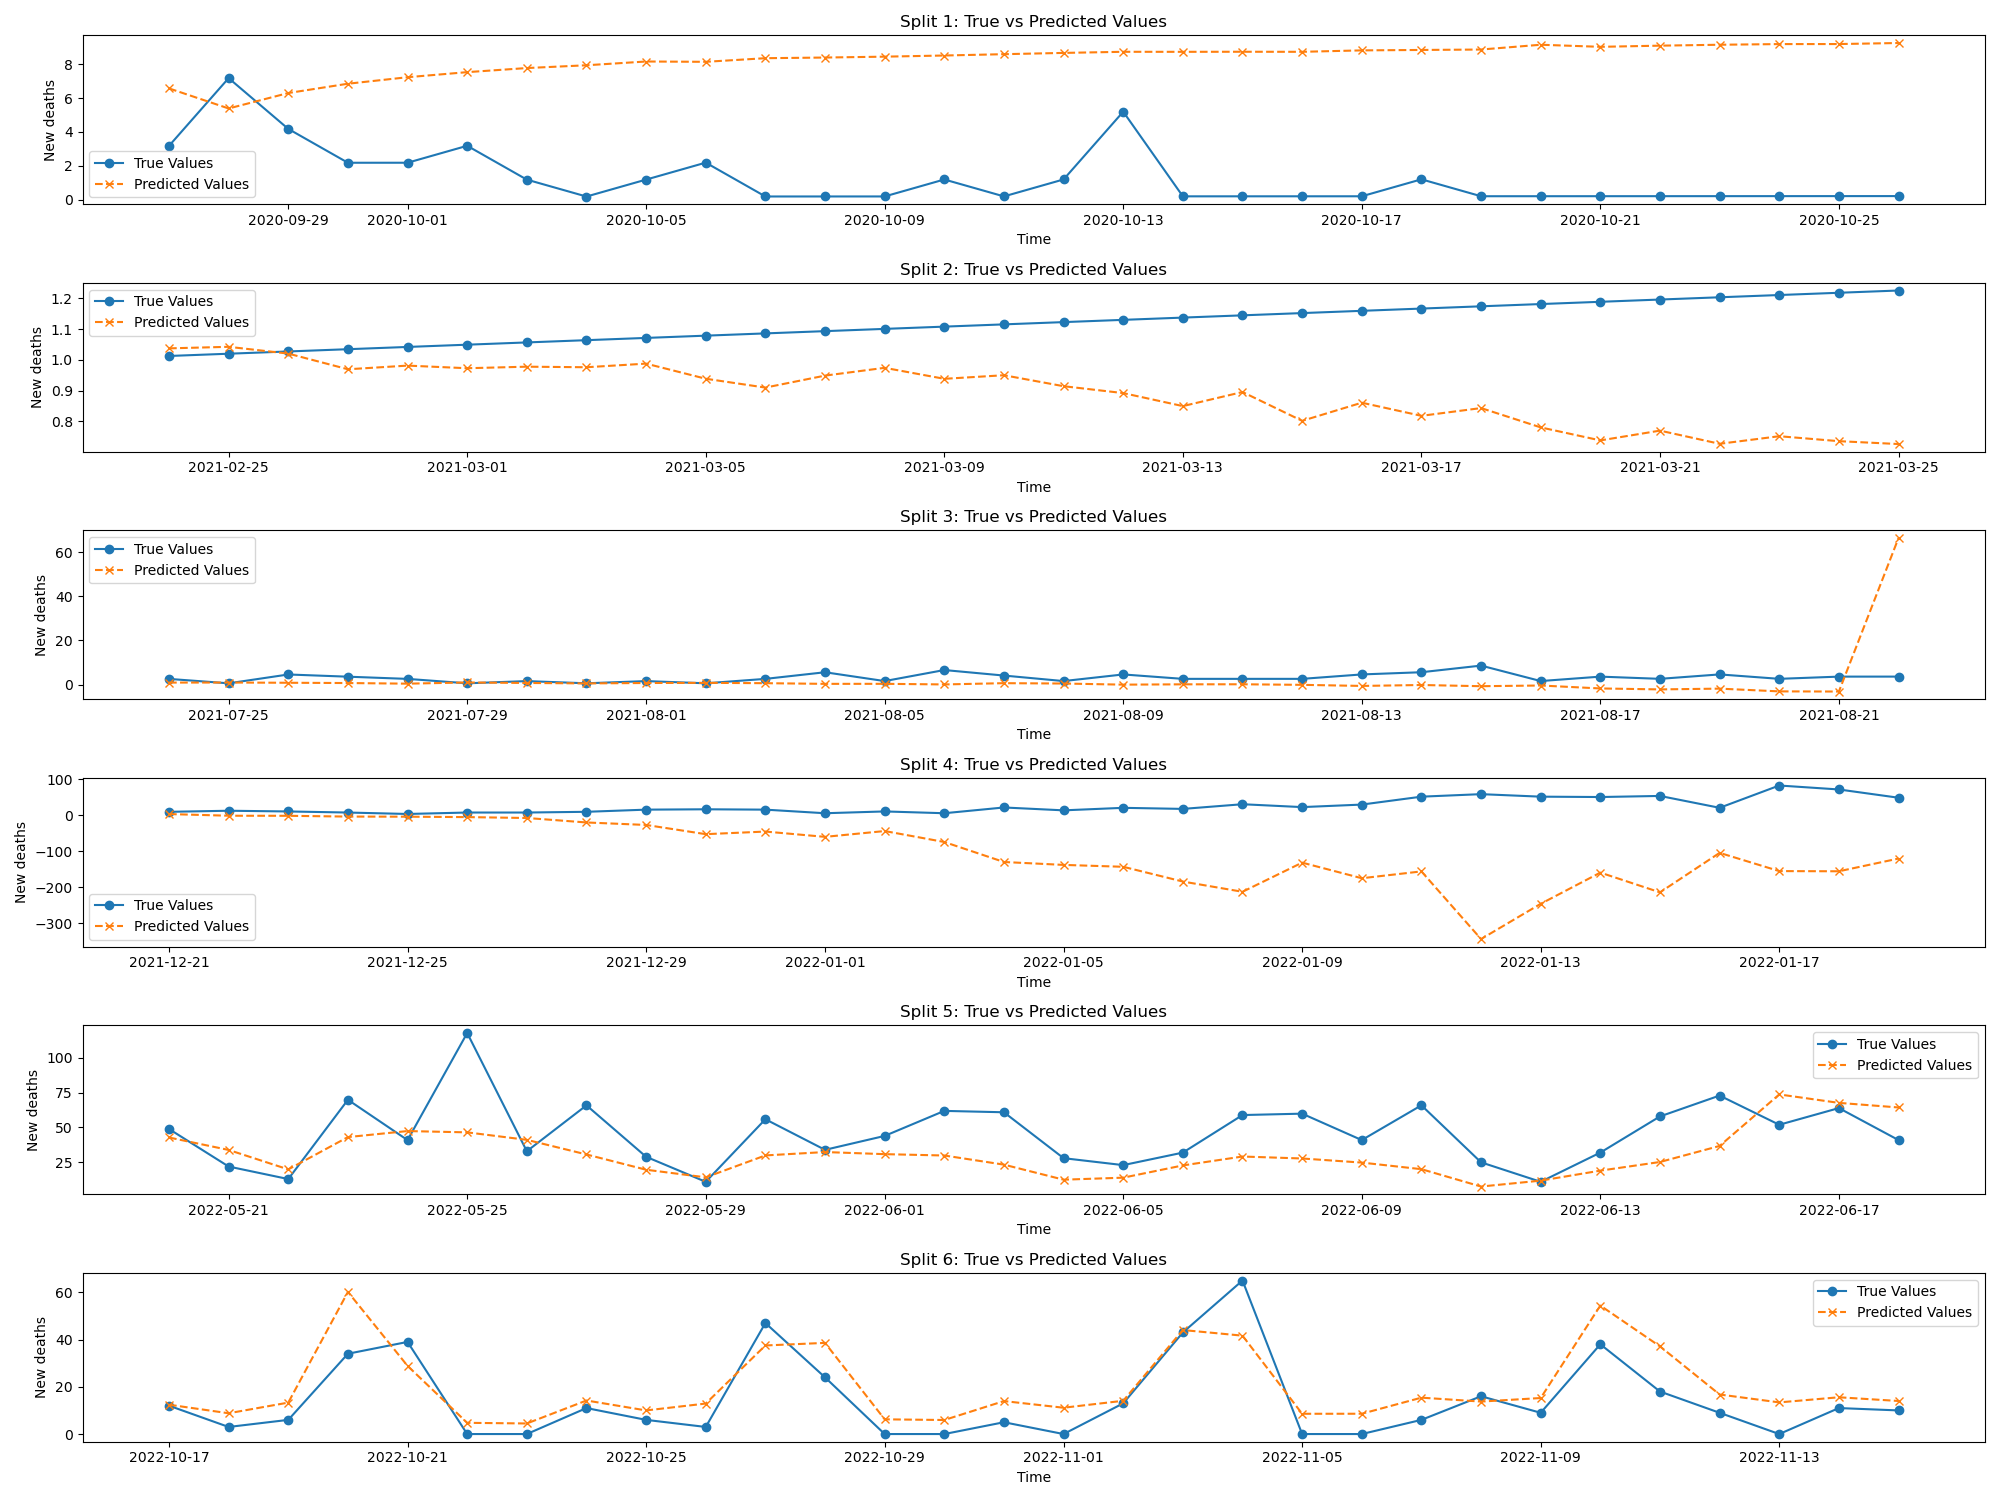 Split 1: True vs Predicted Values
New deaths
8
6
4
2
0
True Values
Predicted Values
2020-09-29 2020-10-01 2020-10-05 2020-10-09 2020-10-13 2020-10-17 2020-10-21 2020-10-25
Time
Split 2: True vs Predicted Values
New deaths
1.2
1.1
1.0
0.9
0.8
True Values
Predicted Values
2021-02-25 2021-03-01 2021-03-05 2021-03-09 2021-03-13 2021-03-17 2021-03-21 2021-03-25
Time
Split 3: True vs Predicted Values
New deaths
60
40
20
0
True Values
Predicted Values
2021-07-25 2021-07-29 2021-08-01 2021-08-05 2021-08-09 2021-08-13 2021-08-17 2021-08-21
Time
Split 4: True vs Predicted Values
New deaths
100
0
−100
−200
−300
True Values
Predicted Values
2021-12-21 2021-12-25 2021-12-29 2022-01-01 2022-01-05 2022-01-09 2022-01-13 2022-01-17
Time
Split 5: True vs Predicted Values
New deaths
100
75
50
25
True Values
Predicted Values
2022-05-21 2022-05-25 2022-05-29 2022-06-01 2022-06-05 2022-06-09 2022-06-13 2022-06-17
Time
Split 6: True vs Predicted Values
New deaths
60
40
20
0
True Values
Predicted Values
2022-10-17 2022-10-21 2022-10-25 2022-10-29 2022-11-01 2022-11-05 2022-11-09 2022-11-13
Time